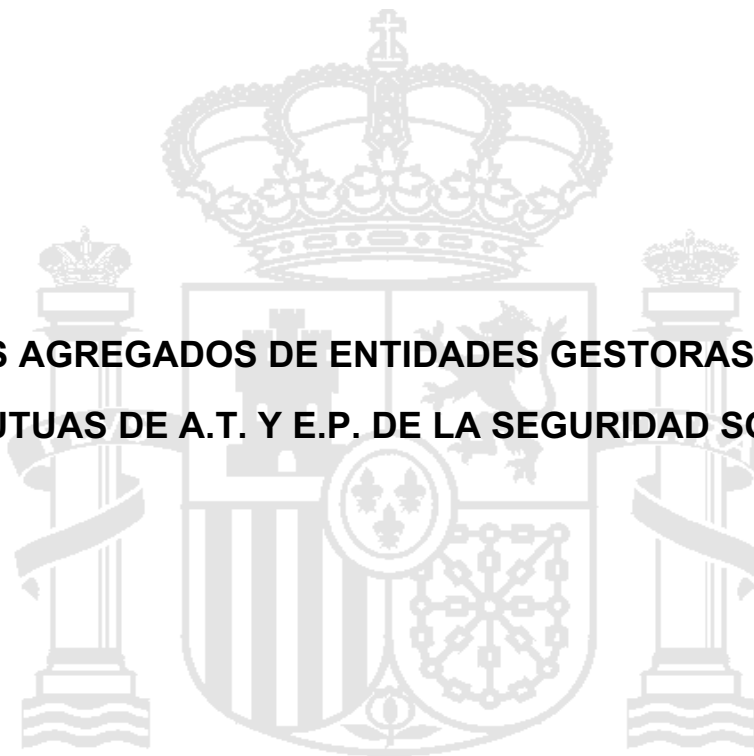 S AGREGADOS DE ENTIDADES GESTORAS
UTUAS DE A.T. Y E.P. DE LA SEGURIDAD SO